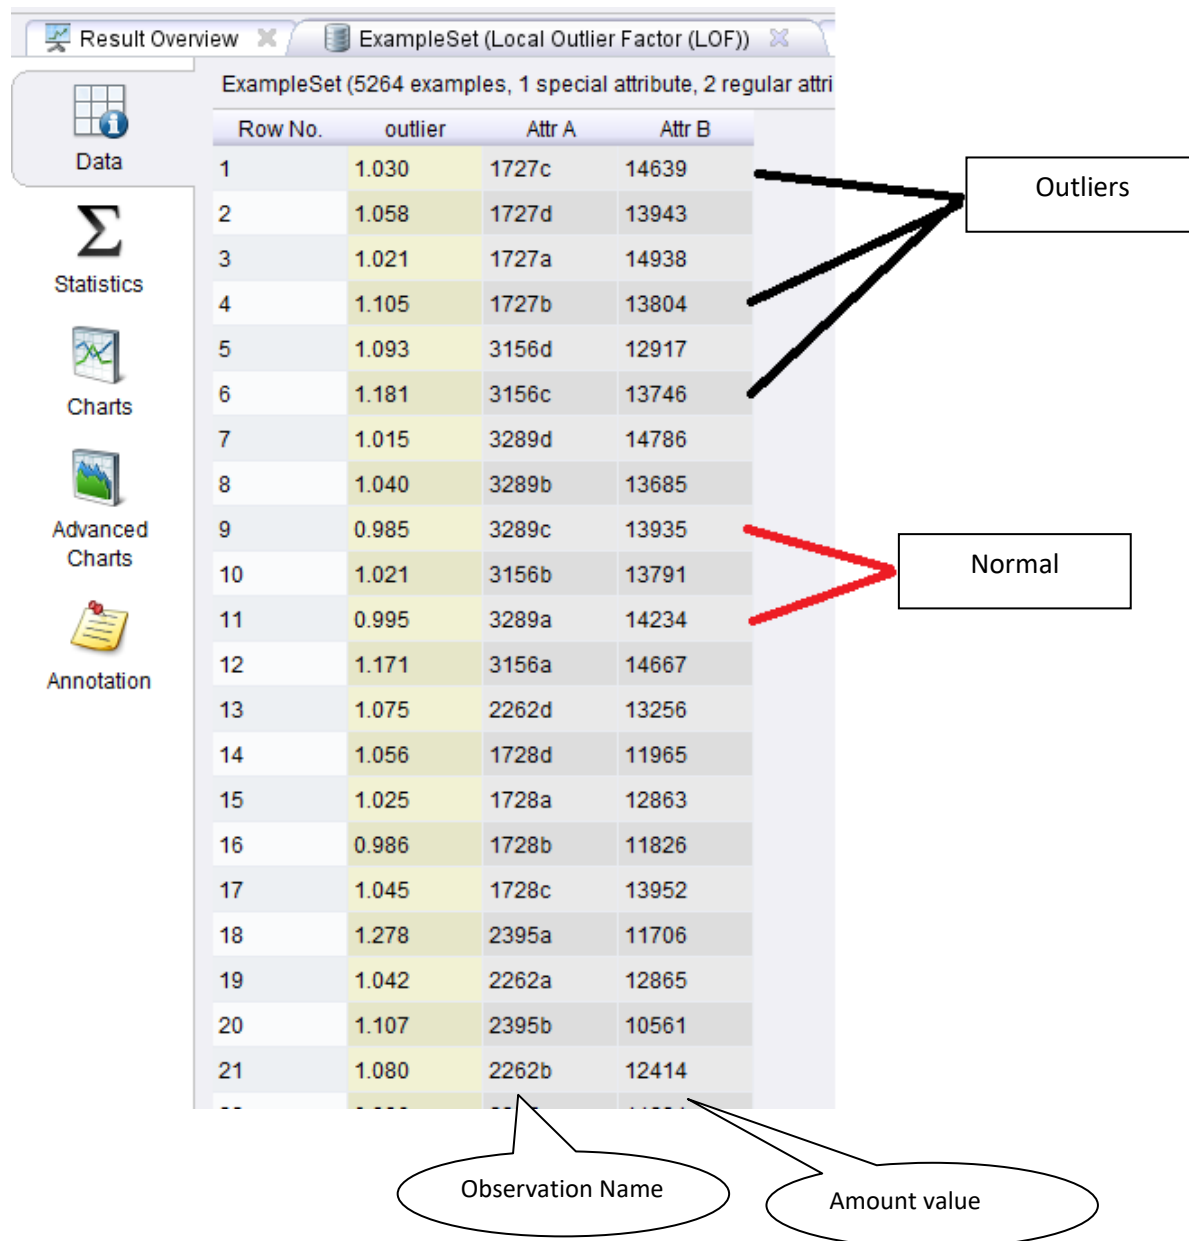 Result Overview ExampleSet (Local Outlier Factor (LOF))
ExampleSet (5264 examples, 1 special attribute, 2 regular attri
Data
Statistics
Charts
Advanced
Charts
Annotation
Row No. outlier Attr A Attr B
1 1.030 1727c 14639
2 1.058 1727d 13943
3 1.021 1727a 14938
4 1.105 1727b 13804
5 1.093 3156d 12917
6 1.181 3156c 13746
7 1.015 3289d 14786
8 1.040 3289b 13685
9 0.985 3289c 13935
10 1.021 3156b 13791
11 0.995 3289a 14234
12 1.171 3156a 14667
13 1.075 2262d 13256
14 1.056 1728d 11965
15 1.025 1728a 12863
16 0.986 1728b 11826
17 1.045 1728c 13952
18 1.278 2395a 11706
19 1.042 2262a 12865
20 1.107 2395b 10561
21 1.080 2262b 12414
Outliers
Normal
Observation Name
Amount value